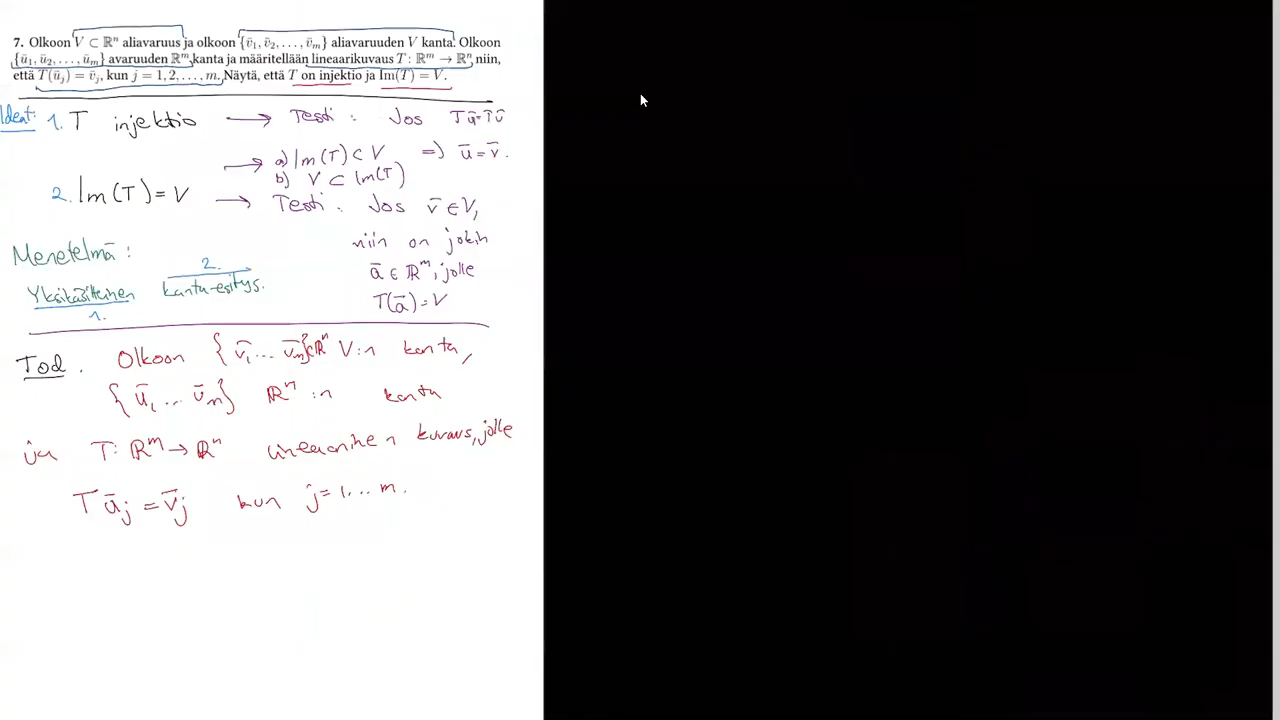 7. Olkoon V ⊂ ℝⁿ aliavaruus ja olkoon {v̄₁, v̄₂, …, v̄ₘ} aliavaruuden V kanta. Olkoon
{ū₁, ū₂, …, ūₘ} avaruuden ℝᵐ kanta ja määritellään lineaarikuvaus T: ℝᵐ → ℝⁿ niin,
että T(ūⱼ) = v̄ⱼ, kun j = 1, 2, …, m. Näytä, että T on injektio ja Im(T) = V.
Ideat: 1. T injektio → Testi: Jos Tū=Tv̄
⇒ ū = v̄.
→ a) Im(T) ⊂ V
b) V ⊂ Im(T)
2. Im(T) = V → Testi: Jos v̄ ∈ V,
niin on jokin
ā ∈ ℝᵐ, jolle
T(ā) = V
Menetelmä:
Yksikäsitteinen kanta-esitys.
1. 2.
Tod. Olkoon {v̄₁ … v̄ₘ}⊂ℝⁿ V:n kanta,
{ū₁ … ūₘ} ℝⁿ:n kanta
ja T: ℝᵐ → ℝⁿ lineaarinen kuvaus, jolle
T ūⱼ = v̄ⱼ kun j = 1, … m.